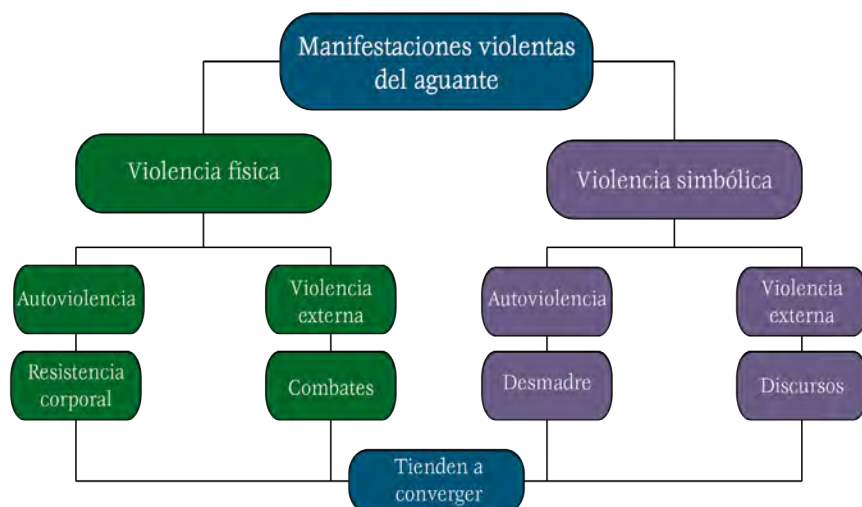 Manifestaciones violentas
del aguante
Violencia física
Violencia simbólica
Autoviolencia
Violencia
externa
Autoviolencia
Violencia
externa
Resistencia
corporal
Combates
Desmadre
Discursos
Tienden a
converger